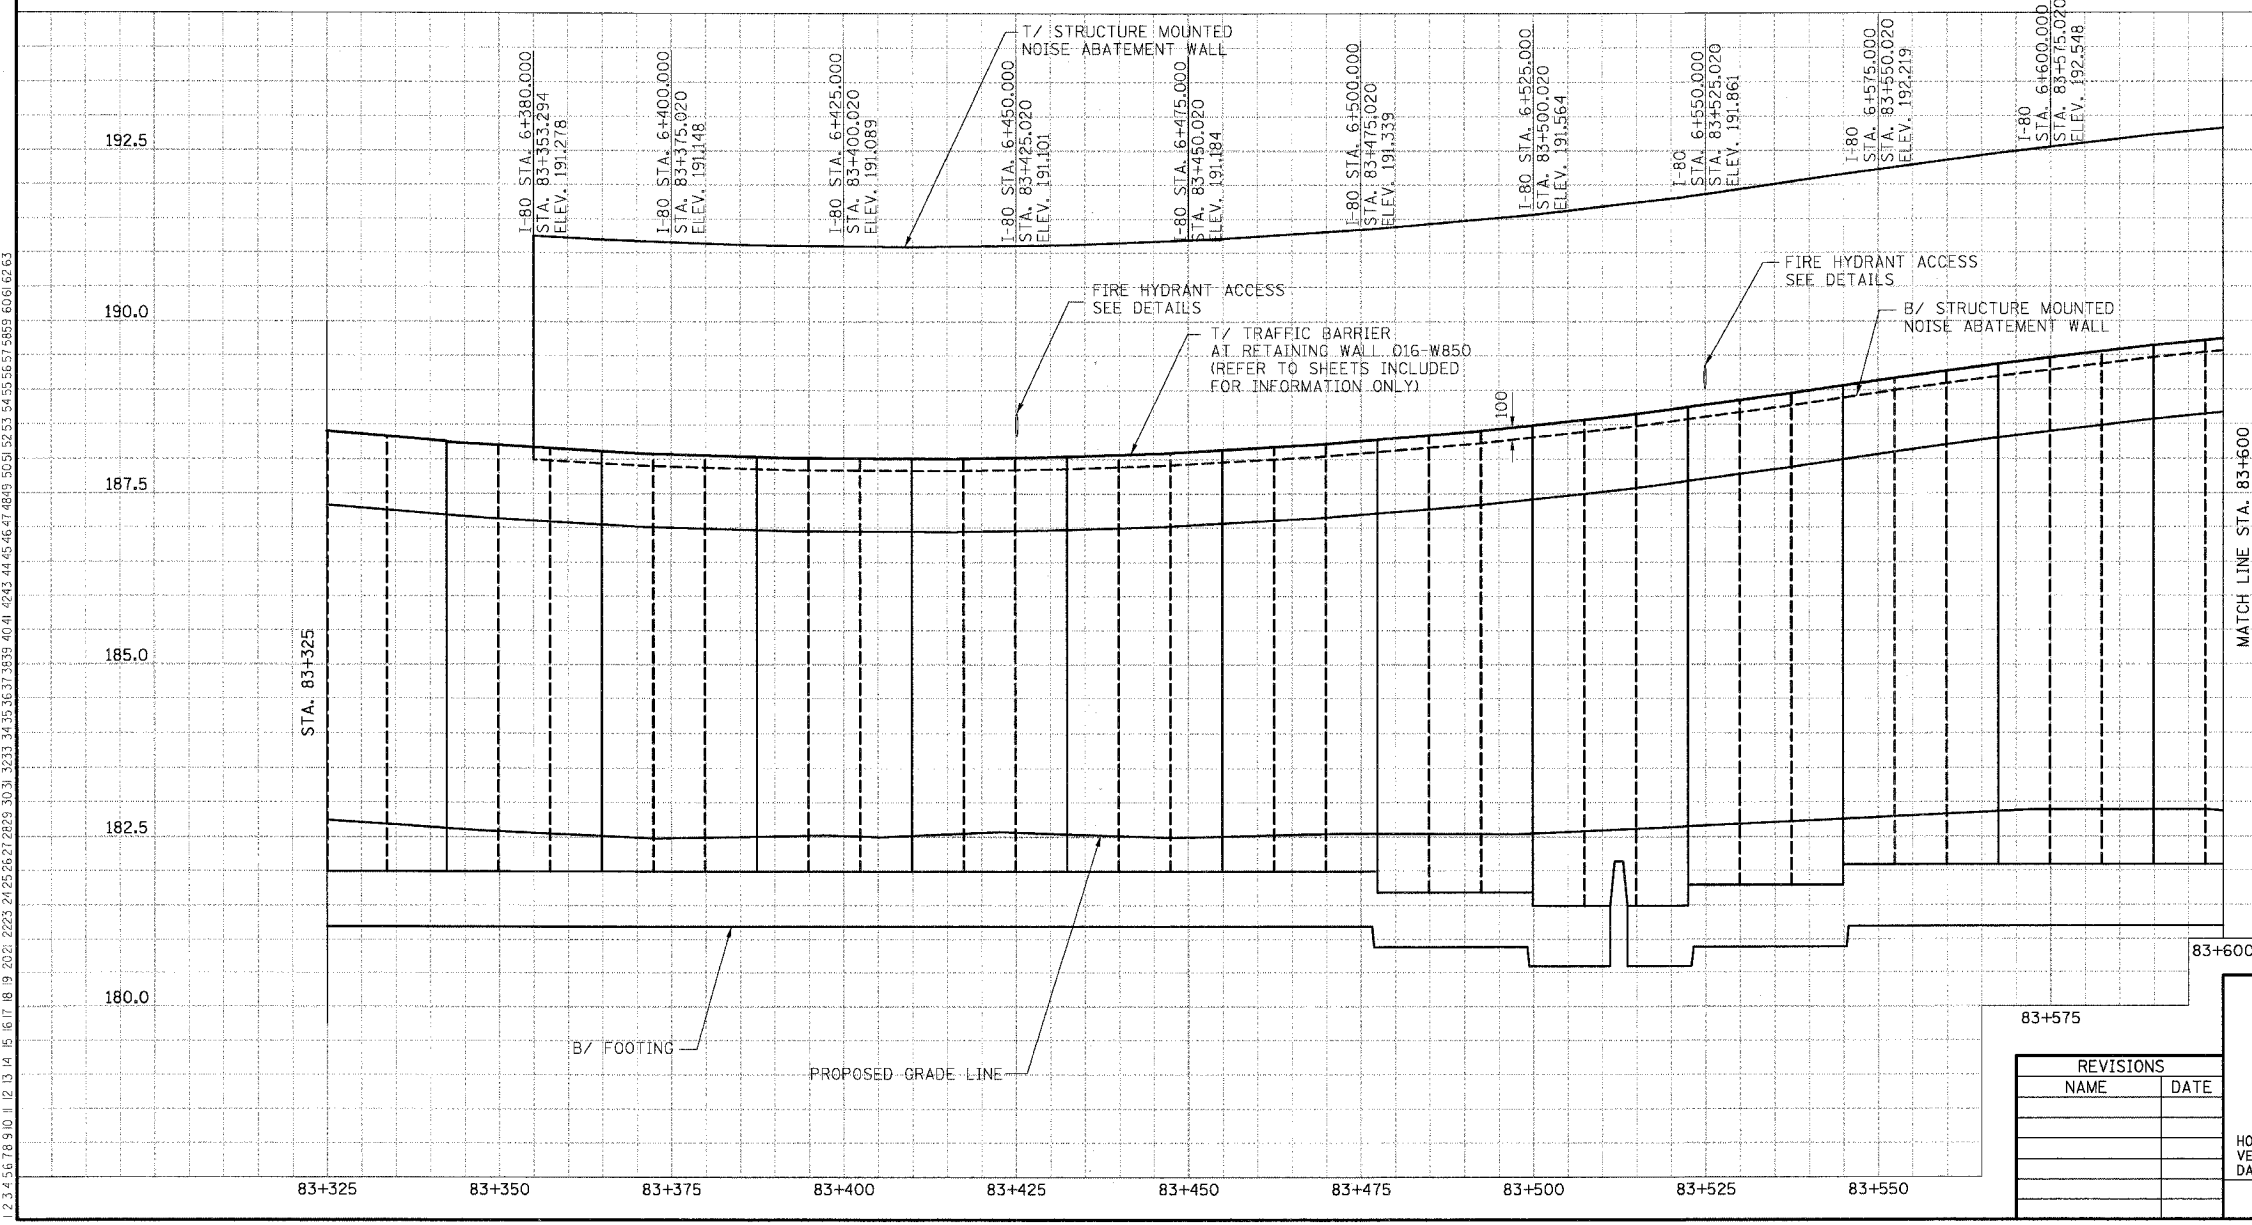 T/ STRUCTURE MOUNTED
NOISE ABATEMENT WALL
I-80 STA. 6+380.000
STA. 83+353.294
ELEV. 191.278
I-80 STA. 6+400.000
STA. 83+375.020
ELEV. 191.148
I-80 STA. 6+425.000
STA. 83+400.020
ELEV. 191.089
I-80 STA. 6+450.000
STA. 83+425.020
ELEV. 191.101
I-80 STA. 6+475.000
STA. 83+450.020
ELEV. 191.184
I-80 STA. 6+500.000
STA. 83+475.020
ELEV. 191.339
I-80 STA. 6+525.000
STA. 83+500.020
ELEV. 191.564
I-80
STA. 6+550.000
STA. 83+525.020
ELEV. 191.861
I-80
STA. 6+575.000
STA. 83+550.020
ELEV. 192.219
I-80
STA. 6+600.000
STA. 83+575.020
ELEV. 192.548
192.5
190.0
187.5
185.0
182.5
180.0
FIRE HYDRANT ACCESS
SEE DETAILS
T/ TRAFFIC BARRIER
AT RETAINING WALL 016-W850
(REFER TO SHEETS INCLUDED
FOR INFORMATION ONLY)
FIRE HYDRANT ACCESS
SEE DETAILS
B/ STRUCTURE MOUNTED
NOISE ABATEMENT WALL
100
STA. 83+325
MATCH LINE STA. 83+600
B/ FOOTING
PROPOSED GRADE LINE
83+600
83+575
83+325
83+350
83+375
83+400
83+425
83+450
83+475
83+500
83+525
83+550
REVISIONS
NAME
DATE
HO
VE
DA